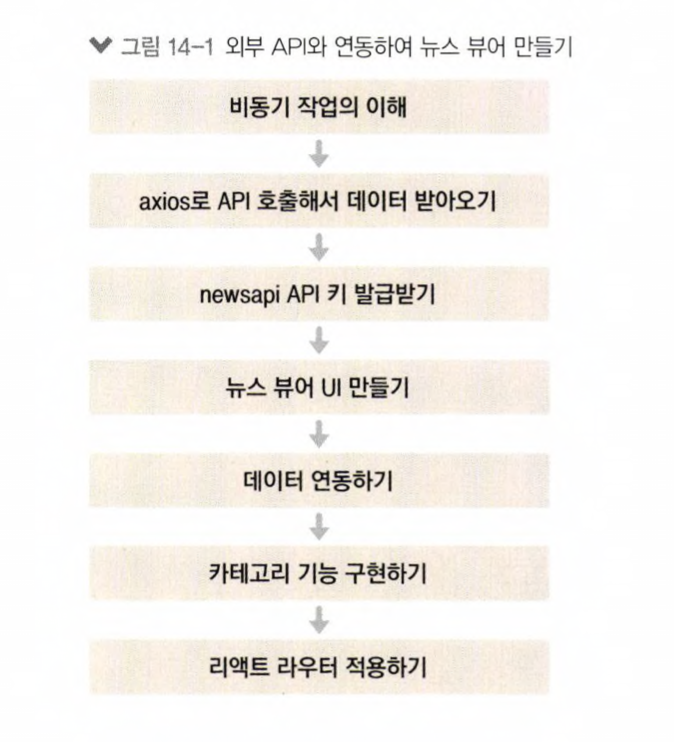 그림 14-1 외부 API와 연동하여 뉴스 뷰어 만들기
비동기 작업의 이해
axios로 API 호출해서 데이터 받아오기
newsapi API 키 발급받기
뉴스 뷰어 UI 만들기
데이터 연동하기
카테고리 기능 구현하기
리액트 라우터 적용하기